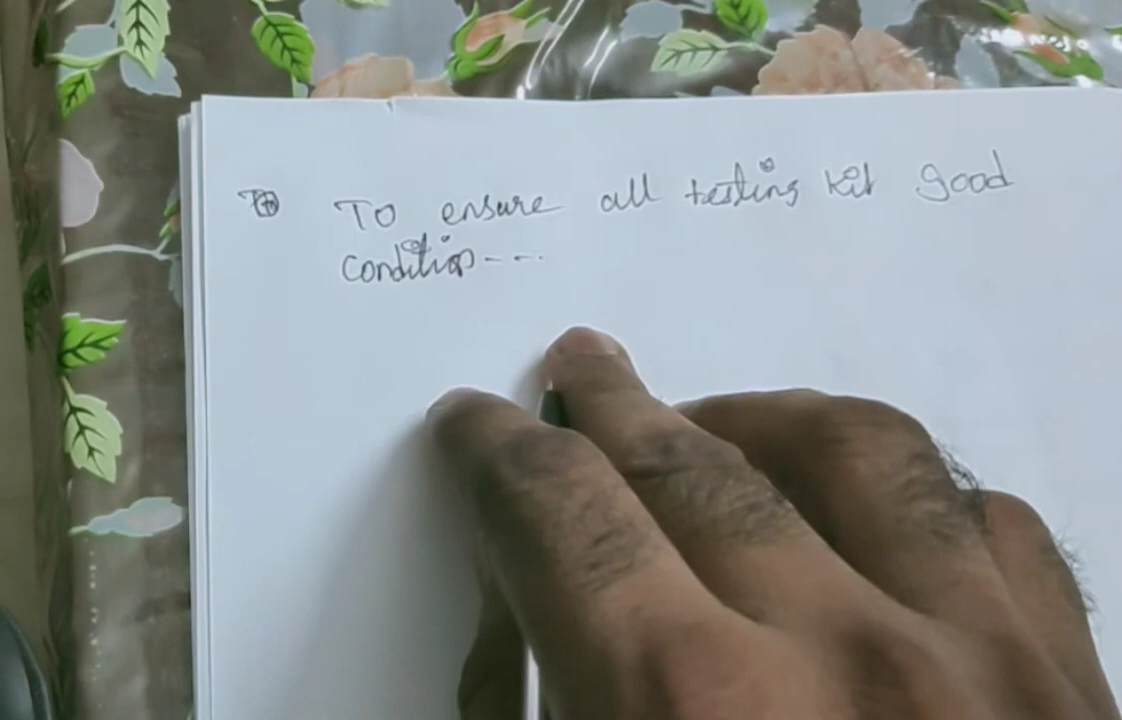 To ensure all testing kit good
condition---.